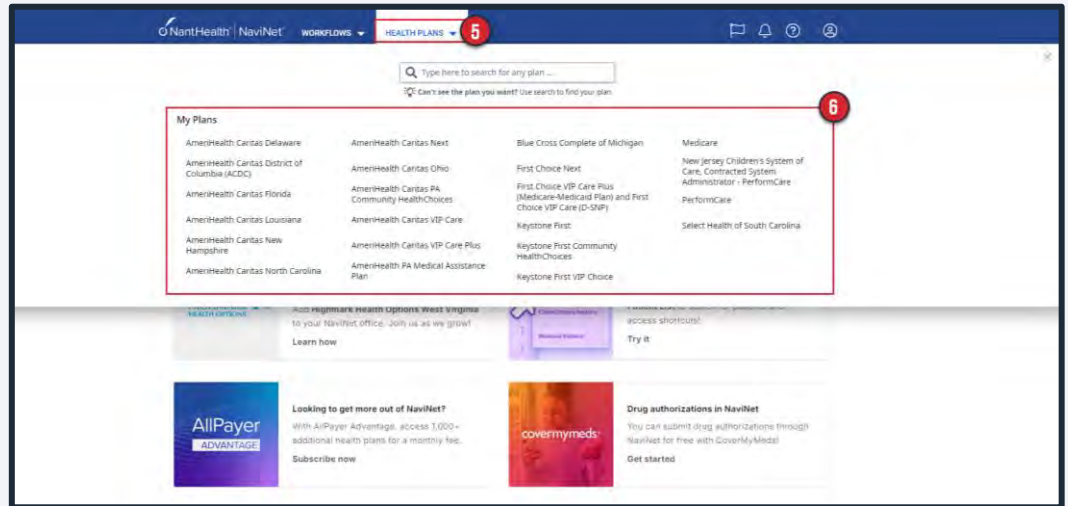 NantHealth® NaviNet®
WORKFLOWS
HEALTH PLANS
5
Type here to search for any plan ...
Can't see the plan you want? Use search to find your plan
6
My Plans
AmeriHealth Caritas Delaware
AmeriHealth Caritas District of
Columbia (ACDC)
AmeriHealth Caritas Florida
AmeriHealth Caritas Louisiana
AmeriHealth Caritas New
Hampshire
AmeriHealth Caritas North Carolina
AmeriHealth Caritas Next
AmeriHealth Caritas Ohio
AmeriHealth Caritas PA
Community HealthChoices
AmeriHealth Caritas VIP Care
AmeriHealth Caritas VIP Care Plus
AmeriHealth PA Medical Assistance
Plan
Blue Cross Complete of Michigan
First Choice Next
First Choice VIP Care Plus
(Medicare-Medicaid Plan) and First
Choice VIP Care (D-SNP)
Keystone First
Keystone First Community
HealthChoices
Keystone First VIP Choice
Medicare
New Jersey Children's System of
Care, Contracted System
Administrator - PerformCare
PerformCare
Select Health of South Carolina
HEALTH OPTIONS
Add Highmark Health Options West Virginia
to your NaviNet office. Join us as we grow!
Learn how
access shortcuts!
Try it
AllPayer
ADVANTAGE
Looking to get more out of NaviNet?
With AllPayer Advantage, access 1,000+
additional health plans for a monthly fee.
Subscribe now
covermymeds
Drug authorizations in NaviNet
You can submit drug authorizations through
NaviNet for free with CoverMyMeds!
Get started